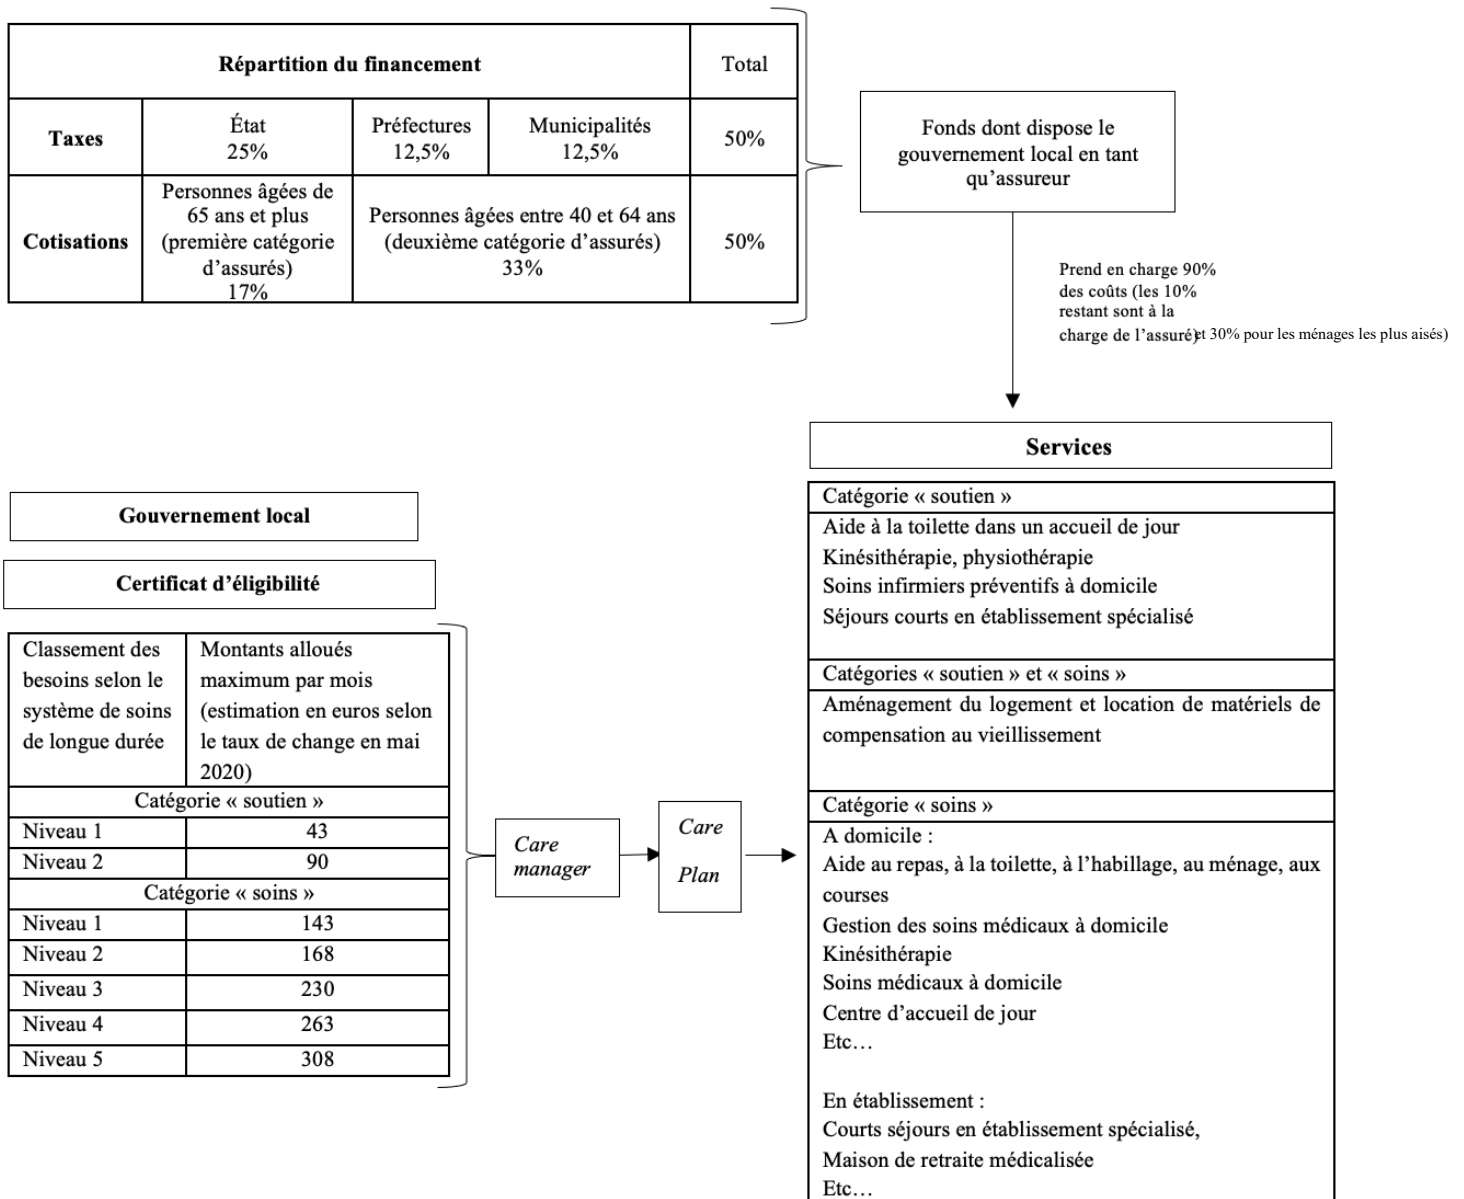 Répartition du financement
Total
Taxes
État
25%
Préfectures
12,5%
Municipalités
12,5%
50%
Cotisations
Personnes âgées de
65 ans et plus
(première catégorie
d’assurés)
17%
Personnes âgées entre 40 et 64 ans
(deuxième catégorie d’assurés)
33%
50%
Fonds dont dispose le
gouvernement local en tant
qu’assureur
Prend en charge 90%
des coûts (les 10%
restant sont à la
charge de l’assuré)et 30% pour les ménages les plus aisés)
Gouvernement local
Certificat d’éligibilité
Classement des
besoins selon le
système de soins
de longue durée
Montants alloués
maximum par mois
(estimation en euros selon
le taux de change en mai
2020)
Catégorie « soutien »
Niveau 1
43
Niveau 2
90
Catégorie « soins »
Niveau 1
143
Niveau 2
168
Niveau 3
230
Niveau 4
263
Niveau 5
308
Care
manager
Care
Plan
Services
Catégorie « soutien »
Aide à la toilette dans un accueil de jour
Kinésithérapie, physiothérapie
Soins infirmiers préventifs à domicile
Séjours courts en établissement spécialisé
Catégories « soutien » et « soins »
Aménagement du logement et location de matériels de
compensation au vieillissement
Catégorie « soins »
A domicile :
Aide au repas, à la toilette, à l’habillage, au ménage, aux
courses
Gestion des soins médicaux à domicile
Kinésithérapie
Soins médicaux à domicile
Centre d’accueil de jour
Etc…
En établissement :
Courts séjours en établissement spécialisé,
Maison de retraite médicalisée
Etc…